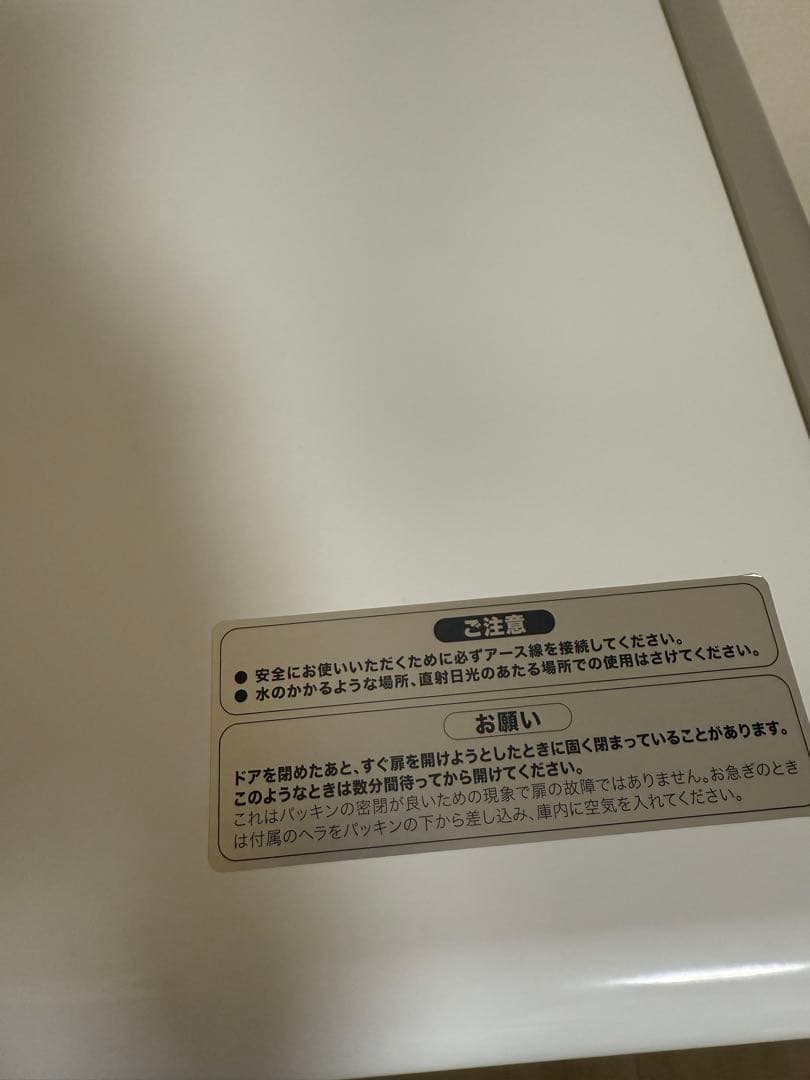 ご注意
● 安全にお使いいただくために必ずアース線を接続してください。
● 水のかかるような場所、直射日光のあたる場所での使用はさけてください。
お願い
ドアを閉めたあと、すぐ扉を開けようとしたときに固く閉まっていることがあります。
このようなときは数分間待ってから開けてください。
これはパッキンの密閉が良いための現象で扉の故障ではありません。お急ぎのとき
は付属のヘラをパッキンの下から差し込み、庫内に空気を入れてください。